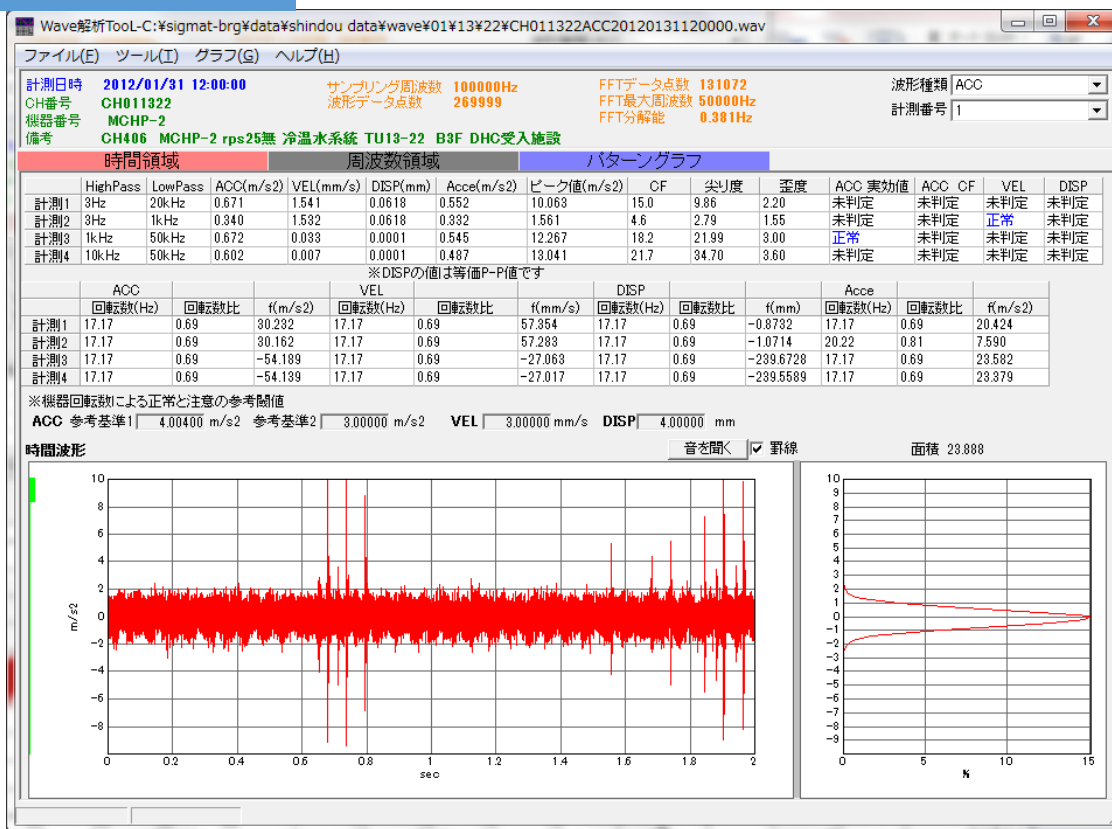 Wave解析TooL-C:¥sigmat-brg¥data¥shindou data¥wave¥01¥13¥22¥CH011322ACC20120131120000.wav
ファイル(F) ツール(T) グラフ(G) ヘルプ(H)
計測日時 2012/01/31 12:00:00 サンプリング周波数 100000Hz FFTデータ点数 131072 波形種類 ACC
CH番号 CH011322 波形データ点数 269999 FFT最大周波数 50000Hz 計測番号 1
機器番号 MCHP-2 FFT分解能 0.381Hz
備考 CH406 MCHP-2 rps25無 冷温水系統 TU13-22 B3F DHC受入施設
時間領域 周波数領域 パターングラフ
HighPass LowPass ACC(m/s2) VEL(mm/s) DISP(mm) Acce(m/s2) ピーク値(m/s2) CF 尖り度 歪度 ACC 実効値 ACC CF VEL DISP
計測1 3Hz 20kHz 0.671 1.541 0.0618 0.552 10.063 15.0 9.86 2.20 未判定 未判定 未判定 未判定
計測2 3Hz 1kHz 0.340 1.532 0.0618 0.332 1.561 4.6 2.79 1.55 未判定 未判定 正常 未判定
計測3 1kHz 50kHz 0.672 0.033 0.0001 0.545 12.267 18.2 21.99 3.00 正常 未判定 未判定 未判定
計測4 10kHz 50kHz 0.602 0.007 0.0001 0.487 13.041 21.7 34.70 3.60 未判定 未判定 未判定 未判定
※DISPの値は等価P-P値です
ACC VEL DISP Acce
回転数(Hz) 回転数比 f(m/s2) 回転数(Hz) 回転数比 f(mm/s) 回転数(Hz) 回転数比 f(mm) 回転数(Hz) 回転数比 f(m/s2)
計測1 17.17 0.69 30.232 17.17 0.69 57.354 17.17 0.69 -0.8732 17.17 0.69 20.424
計測2 17.17 0.69 30.162 17.17 0.69 57.283 17.17 0.69 -1.0714 20.22 0.81 7.590
計測3 17.17 0.69 -54.189 17.17 0.69 -27.063 17.17 0.69 -239.6728 17.17 0.69 23.582
計測4 17.17 0.69 -54.139 17.17 0.69 -27.017 17.17 0.69 -239.5589 17.17 0.69 23.379
※機器回転数による正常と注意の参考閾値
ACC 参考基準1 4.00400 m/s2 参考基準2 3.00000 m/s2 VEL 3.00000 mm/s DISP 4.00000 mm
時間波形 音を聞く 罫線 面積 23.888
10
8
6
4
2
0
-2
-4
-6
-8
m/s2
0 0.2 0.4 0.6 0.8 1 1.2 1.4 1.6 1.8 2
sec
10
9
8
7
6
5
4
3
2
1
0
-1
-2
-3
-4
-5
-6
-7
-8
-9
0 5 10 15
%